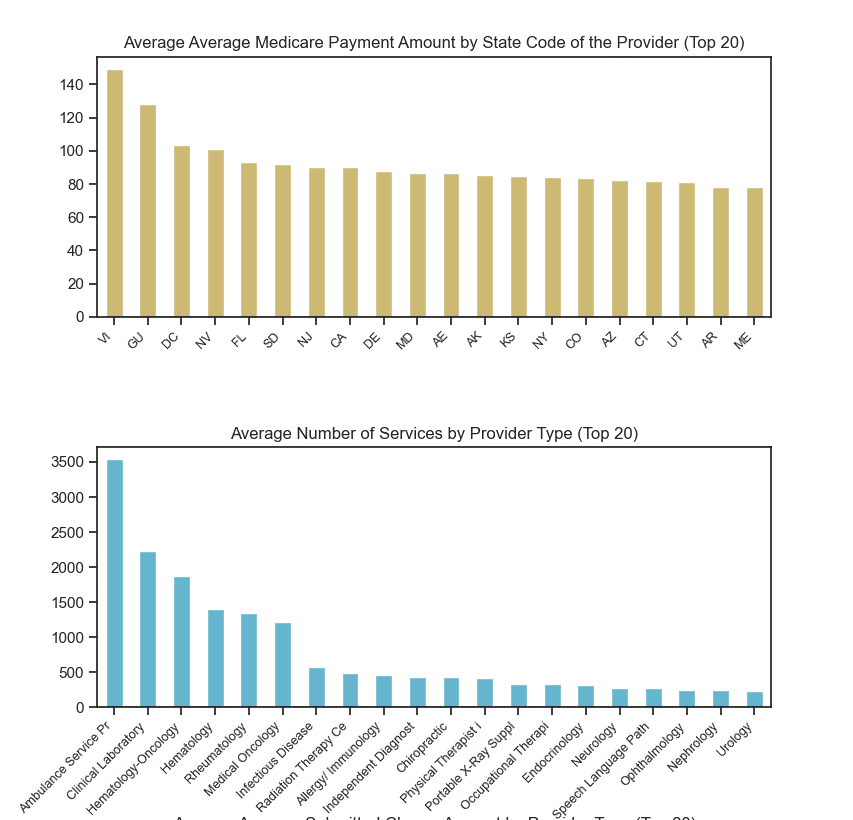 Average Average Medicare Payment Amount by State Code of the Provider (Top 20)
140
120
100
80
60
40
20
0
VI GU DC NV FL SD NJ CA DE MD AE AK KS NY CO AZ CT UT AR ME
Average Number of Services by Provider Type (Top 20)
3500
3000
2500
2000
1500
1000
500
0
Ambulance Service Pr
Clinical Laboratory
Hematology-Oncology
Hematology
Rheumatology
Medical Oncology
Infectious Disease
Radiation Therapy Ce
Allergy/ Immunology
Independent Diagnost
Chiropractic
Physical Therapist i
Portable X-Ray Suppl
Occupational Therapi
Endocrinology
Neurology
Speech Language Path
Ophthalmology
Nephrology
Urology